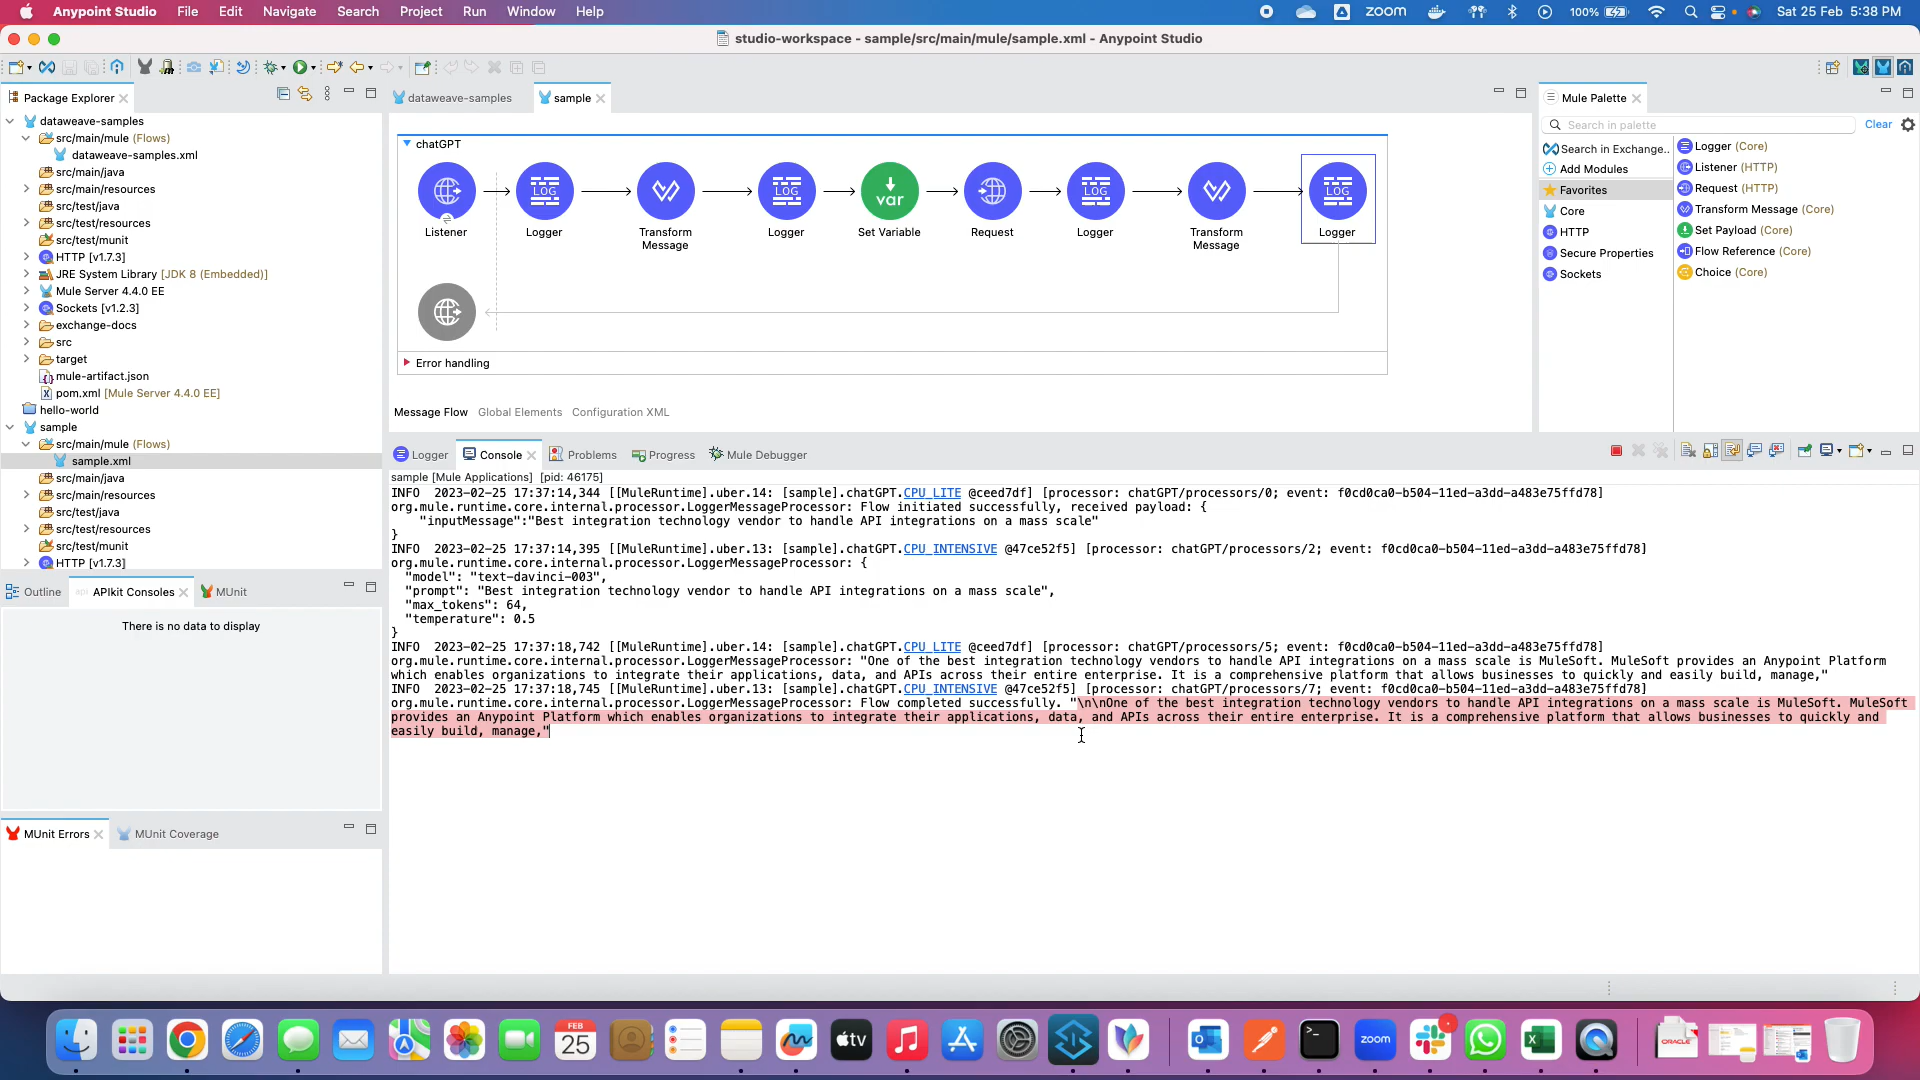 Anypoint Studio File Edit Navigate Search Project Run Window Help
zoom 100% Sat 25 Feb 5:38 PM
studio-workspace - sample/src/main/mule/sample.xml - Anypoint Studio
Package Explorer
dataweave-samples
src/main/mule (Flows)
dataweave-samples.xml
src/main/java
src/main/resources
src/test/java
src/test/resources
src/test/munit
HTTP [v1.7.3]
JRE System Library [JDK 8 (Embedded)]
Mule Server 4.4.0 EE
Sockets [v1.2.3]
exchange-docs
src
target
mule-artifact.json
pom.xml [Mule Server 4.4.0 EE]
hello-world
sample
src/main/mule (Flows)
sample.xml
src/main/java
src/main/resources
src/test/java
src/test/resources
src/test/munit
HTTP [v1.7.3]
Outline APIkit Consoles MUnit
There is no data to display
MUnit Errors MUnit Coverage
dataweave-samples sample
chatGPT
LOG LOG var LOG LOG
Listener Logger Transform Message Logger Set Variable Request Logger Transform Message Logger
Error handling
Message Flow Global Elements Configuration XML
Mule Palette
Search in palette Clear
Search in Exchange..
Add Modules
Favorites
Core
HTTP
Secure Properties
Sockets
Logger (Core)
Listener (HTTP)
Request (HTTP)
Transform Message (Core)
Set Payload (Core)
Flow Reference (Core)
Choice (Core)
Logger Console Problems Progress Mule Debugger
sample [Mule Applications] [pid: 46175]
INFO 2023-02-25 17:37:14,344 [[MuleRuntime].uber.14: [sample].chatGPT.CPU_LITE @ceed7df] [processor: chatGPT/processors/0; event: f0cd0ca0-b504-11ed-a3dd-a483e75ffd78]
org.mule.runtime.core.internal.processor.LoggerMessageProcessor: Flow initiated successfully, received payload: {
"inputMessage":"Best integration technology vendor to handle API integrations on a mass scale"
}
INFO 2023-02-25 17:37:14,395 [[MuleRuntime].uber.13: [sample].chatGPT.CPU_INTENSIVE @47ce52f5] [processor: chatGPT/processors/2; event: f0cd0ca0-b504-11ed-a3dd-a483e75ffd78]
org.mule.runtime.core.internal.processor.LoggerMessageProcessor: {
"model": "text-davinci-003",
"prompt": "Best integration technology vendor to handle API integrations on a mass scale",
"max_tokens": 64,
"temperature": 0.5
}
INFO 2023-02-25 17:37:18,742 [[MuleRuntime].uber.14: [sample].chatGPT.CPU_LITE @ceed7df] [processor: chatGPT/processors/5; event: f0cd0ca0-b504-11ed-a3dd-a483e75ffd78]
org.mule.runtime.core.internal.processor.LoggerMessageProcessor: "One of the best integration technology vendors to handle API integrations on a mass scale is MuleSoft. MuleSoft provides an Anypoint Platform
which enables organizations to integrate their applications, data, and APIs across their entire enterprise. It is a comprehensive platform that allows businesses to quickly and easily build, manage,"
INFO 2023-02-25 17:37:18,745 [[MuleRuntime].uber.13: [sample].chatGPT.CPU_INTENSIVE @47ce52f5] [processor: chatGPT/processors/7; event: f0cd0ca0-b504-11ed-a3dd-a483e75ffd78]
org.mule.runtime.core.internal.processor.LoggerMessageProcessor: Flow completed successfully. "\n\nOne of the best integration technology vendors to handle API integrations on a mass scale is MuleSoft. MuleSoft
provides an Anypoint Platform which enables organizations to integrate their applications, data, and APIs across their entire enterprise. It is a comprehensive platform that allows businesses to quickly and
easily build, manage,"
FEB
25
tv
zoom
ORACLE